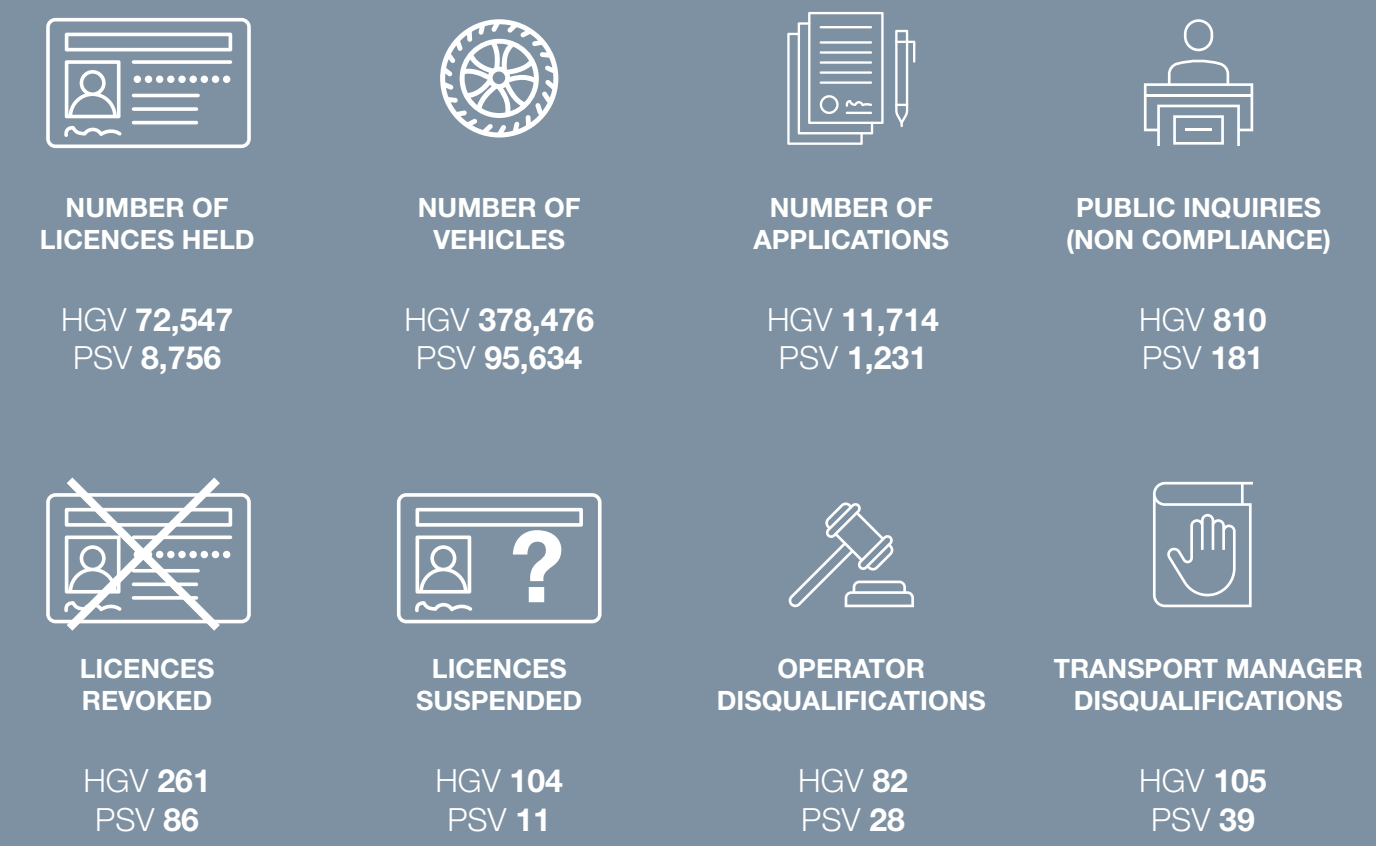 NUMBER OF
LICENCES HELD
HGV 72,547
PSV 8,756
NUMBER OF
VEHICLES
HGV 378,476
PSV 95,634
NUMBER OF
APPLICATIONS
HGV 11,714
PSV 1,231
PUBLIC INQUIRIES
(NON COMPLIANCE)
HGV 810
PSV 181
LICENCES
REVOKED
HGV 261
PSV 86
?
LICENCES
SUSPENDED
HGV 104
PSV 11
OPERATOR
DISQUALIFICATIONS
HGV 82
PSV 28
TRANSPORT MANAGER
DISQUALIFICATIONS
HGV 105
PSV 39